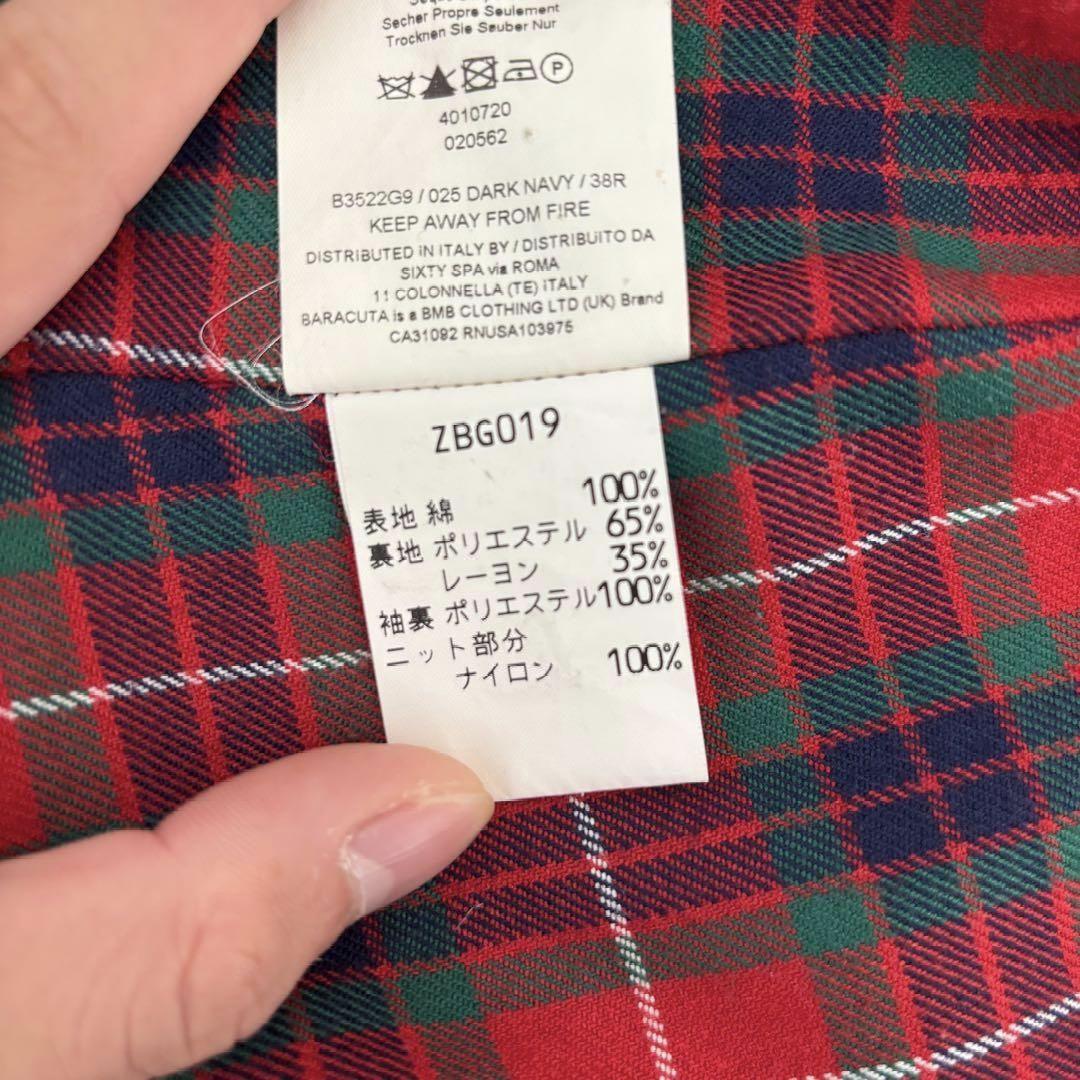 Secher Propre Seulement
Trocknen Sie Sauber Nur
P
4010720
020562
B3522G9 / 025 DARK NAVY / 38R
KEEP AWAY FROM FIRE
DISTRIBUTED iN ITALY BY / DISTRIBUiTO DA
SIXTY SPA via ROMA
11 COLONNELLA (TE) ITALY
BARACUTA is a BMB CLOTHING LTD (UK) Brand
CA31092 RNUSA103975
ZBG019
表地 綿 100%
裏地 ポリエステル 65%
レーヨン 35%
袖裏 ポリエステル100%
ニット部分
ナイロン 100%